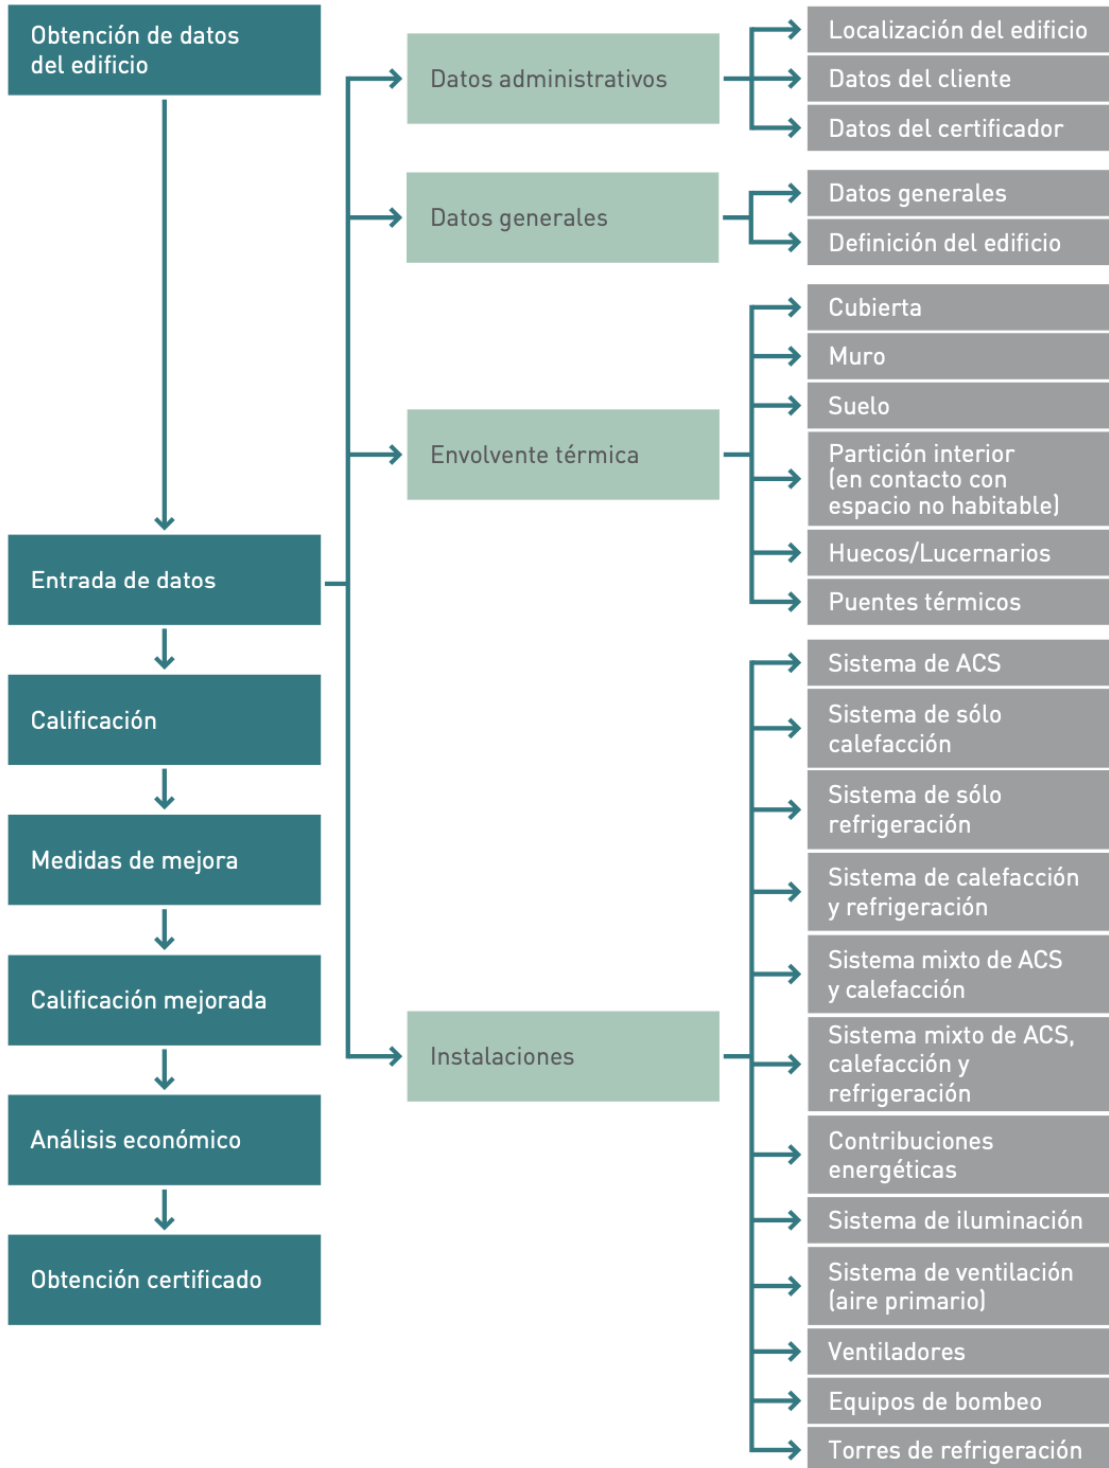 Obtención de datos
del edificio
Entrada de datos
Calificación
Medidas de mejora
Calificación mejorada
Análisis económico
Obtención certificado
Datos administrativos
Datos generales
Envolvente térmica
Instalaciones
Localización del edificio
Datos del cliente
Datos del certificador
Datos generales
Definición del edificio
Cubierta
Muro
Suelo
Partición interior
(en contacto con
espacio no habitable)
Huecos/Lucernarios
Puentes térmicos
Sistema de ACS
Sistema de sólo
calefacción
Sistema de sólo
refrigeración
Sistema de calefacción
y refrigeración
Sistema mixto de ACS
y calefacción
Sistema mixto de ACS,
calefacción y
refrigeración
Contribuciones
energéticas
Sistema de iluminación
Sistema de ventilación
(aire primario)
Ventiladores
Equipos de bombeo
Torres de refrigeración